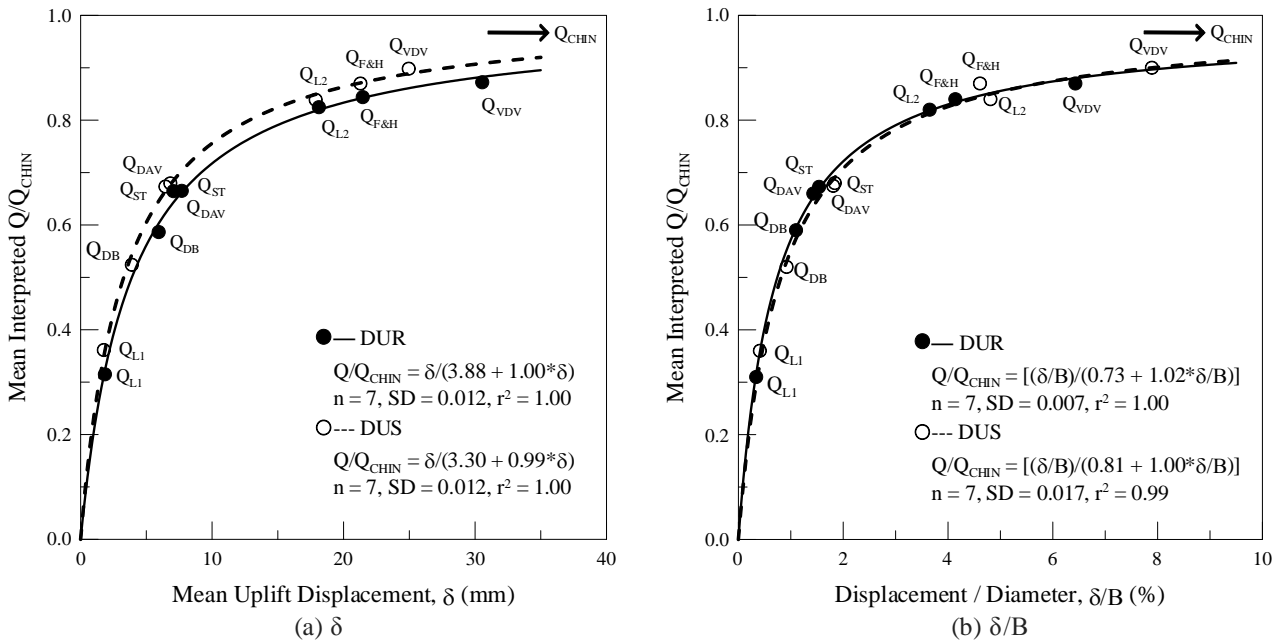 1.0
0.8
0.6
0.4
0.2
0.0
0
10
20
30
40
Mean Interpreted Q/Q_CHIN
Mean Uplift Displacement, δ (mm)
(a) δ
Q_CHIN
Q_VDV
Q_F&H
Q_L2
Q_VDV
Q_F&H
Q_L2
Q_DAV
Q_ST
Q_ST
Q_DAV
Q_DB
Q_DB
Q_L1
Q_L1
DUR
Q/Q_CHIN = δ/(3.88 + 1.00*δ)
n = 7, SD = 0.012, r² = 1.00
--- DUS
Q/Q_CHIN = δ/(3.30 + 0.99*δ)
n = 7, SD = 0.012, r² = 1.00
1.0
0.8
0.6
0.4
0.2
0.0
0
2
4
6
8
10
Mean Interpreted Q/Q_CHIN
Displacement / Diameter, δ/B (%)
(b) δ/B
Q_CHIN
Q_VDV
Q_F&H
Q_F&H
Q_L2
Q_L2
Q_VDV
Q_ST
Q_DAV
Q_ST
Q_DAV
Q_DB
Q_DB
Q_L1
Q_L1
DUR
Q/Q_CHIN = [(δ/B)/(0.73 + 1.02*δ/B)]
n = 7, SD = 0.007, r² = 1.00
--- DUS
Q/Q_CHIN = [(δ/B)/(0.81 + 1.00*δ/B)]
n = 7, SD = 0.017, r² = 0.99